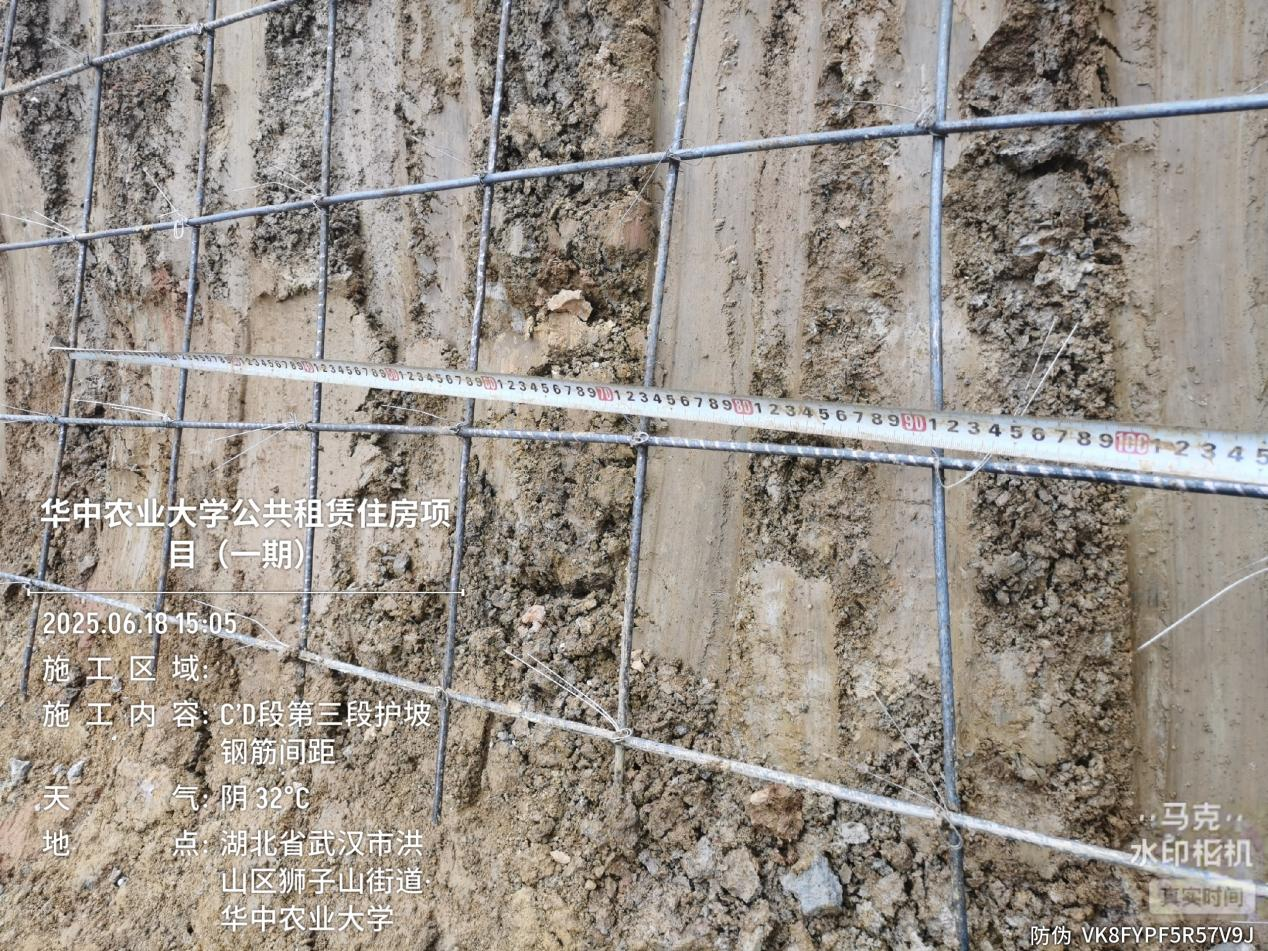 1234567891234567896012345678970123456789801234567899012345678910012345
华中农业大学公共租赁住房项
目（一期）
2025.06.18 15:05
施工区域:
施工内容: C'D段第三段护坡
钢筋间距
天气: 阴 32℃
地点: 湖北省武汉市洪
山区狮子山街道·
华中农业大学
马克
水印相机
真实时间
防伪 VK8FYPF5R57V9J